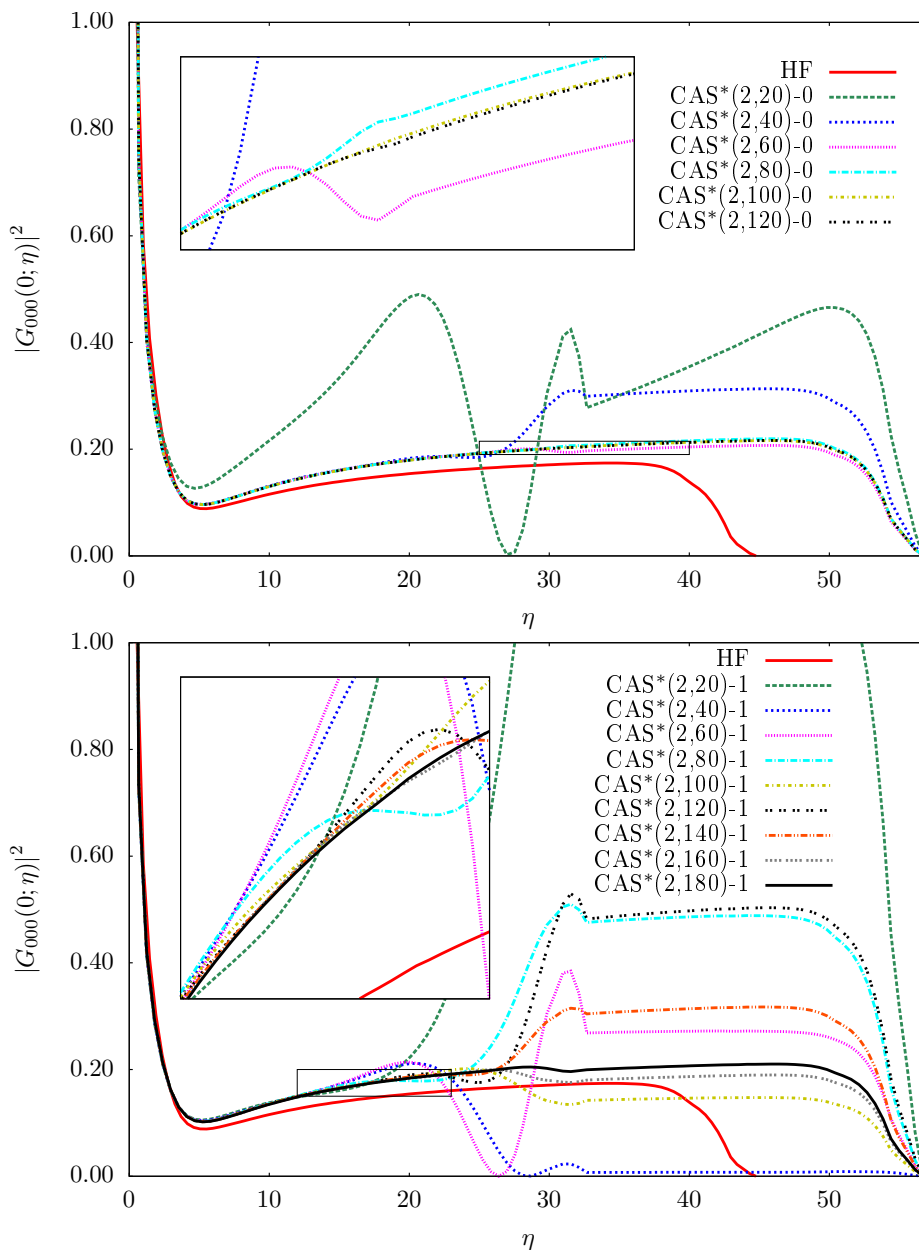 1.00
0.80
0.60
0.40
0.20
0.00
|G₀₀₀(0; η)|²
HF
CAS*(2,20)-0
CAS*(2,40)-0
CAS*(2,60)-0
CAS*(2,80)-0
CAS*(2,100)-0
CAS*(2,120)-0
0 10 20 30 40 50
η
1.00
0.80
0.60
0.40
0.20
0.00
|G₀₀₀(0; η)|²
HF
CAS*(2,20)-1
CAS*(2,40)-1
CAS*(2,60)-1
CAS*(2,80)-1
CAS*(2,100)-1
CAS*(2,120)-1
CAS*(2,140)-1
CAS*(2,160)-1
CAS*(2,180)-1
0 10 20 30 40 50
η